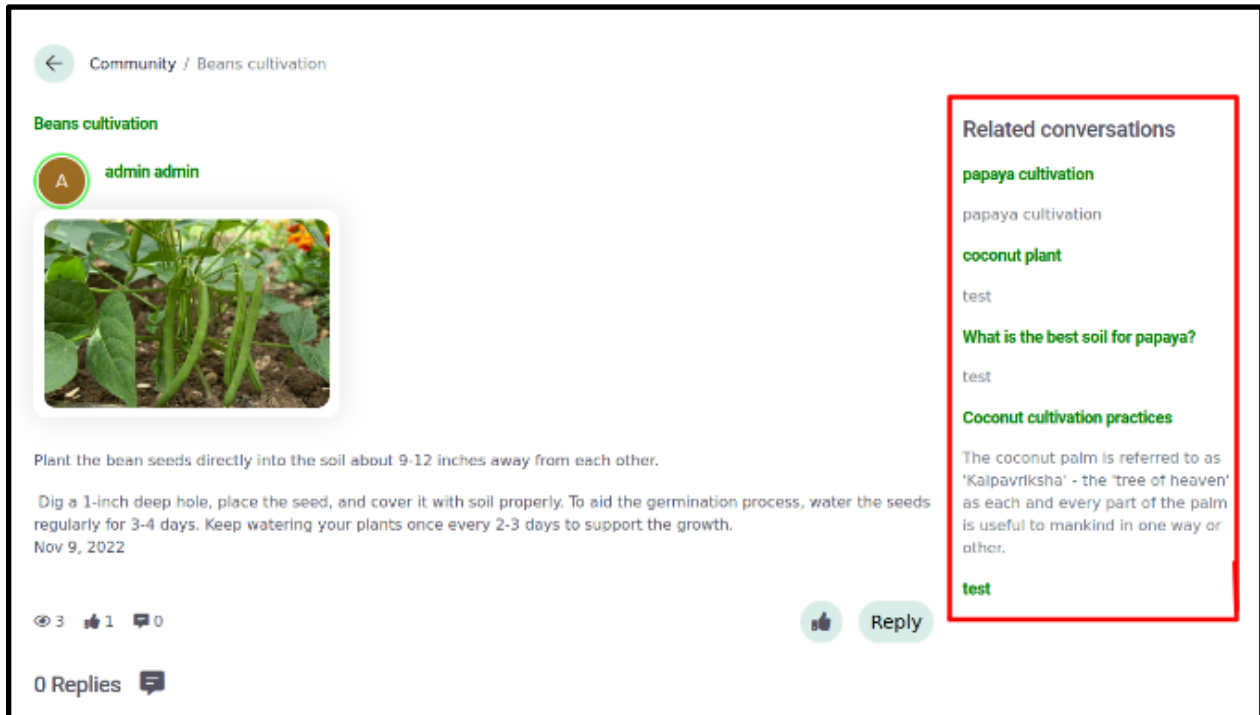 Community / Beans cultivation
Beans cultivation
A
admin admin
Plant the bean seeds directly into the soil about 9-12 inches away from each other.
Dig a 1-inch deep hole, place the seed, and cover it with soil properly. To aid the germination process, water the seeds
regularly for 3-4 days. Keep watering your plants once every 2-3 days to support the growth.
Nov 9, 2022
3 1 0
Reply
0 Replies
Related conversations
papaya cultivation
papaya cultivation
coconut plant
test
What is the best soil for papaya?
test
Coconut cultivation practices
The coconut palm is referred to as
'Kalpavriksha' - the 'tree of heaven'
as each and every part of the palm
is useful to mankind in one way or
other.
test